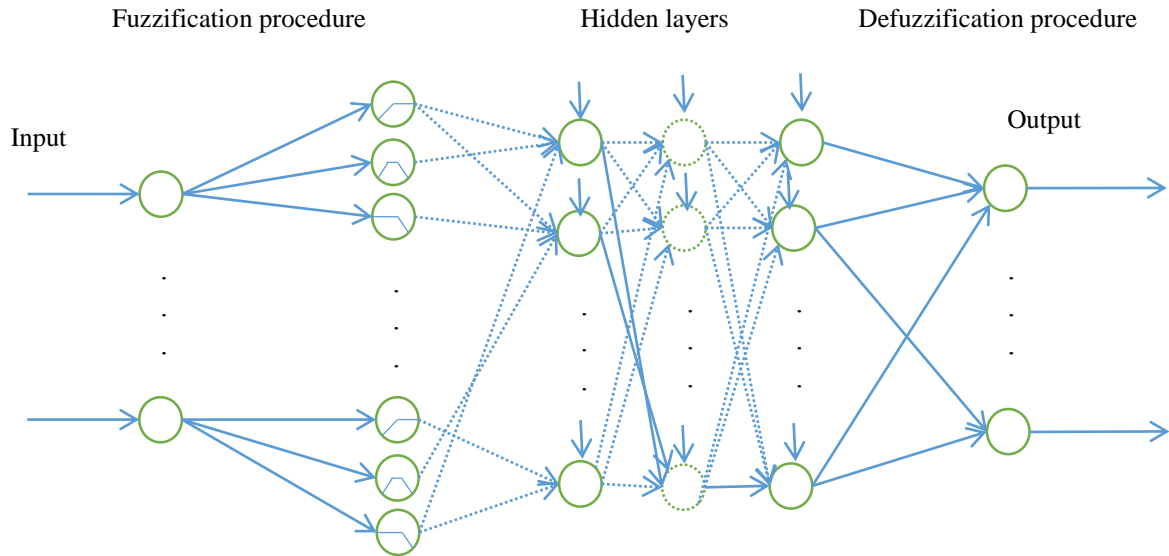 Fuzzification procedure
Hidden layers
Defuzzification procedure
Input
Output